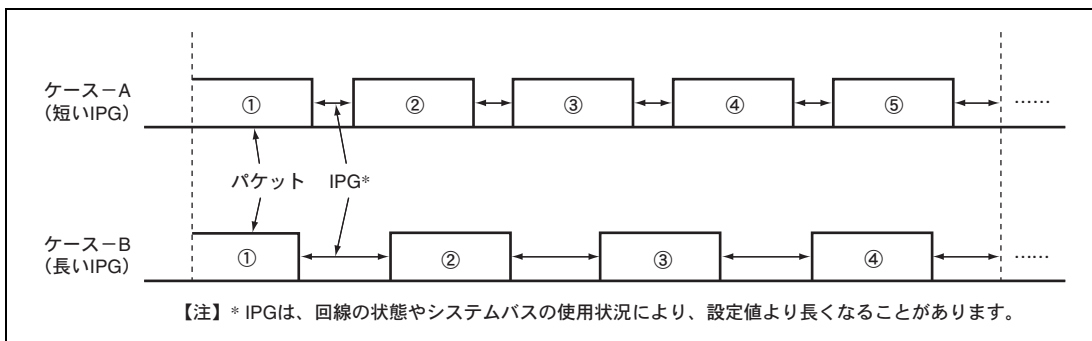 ケース−A
(短いIPG)
① ② ③ ④ ⑤ ……
パケット IPG*
ケース−B
(長いIPG)
① ② ③ ④ ……
【注】* IPGは、回線の状態やシステムバスの使用状況により、設定値より長くなることがあります。